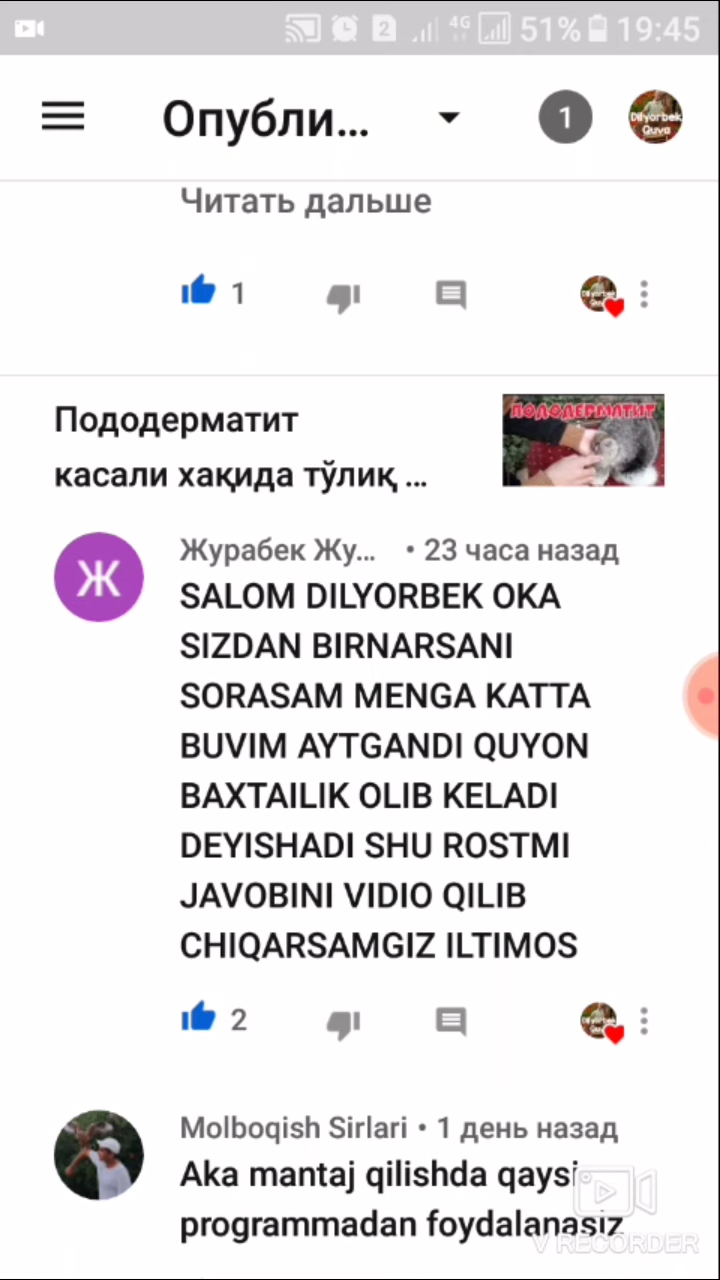 2 4G 51% 19:45
Опубли... 1 Dilyorbek
Quva
Читать дальше
1
Пододерматит ПОДОДЕРМАТИТ
касали хақида тўлиқ ...
Ж Журабек Жу... • 23 часа назад
SALOM DILYORBEK OKA
SIZDAN BIRNARSANI
SORASAM MENGA KATTA
BUVIM AYTGANDI QUYON
BAXTAILIK OLIB KELADI
DEYISHADI SHU ROSTMI
JAVOBINI VIDIO QILIB
CHIQARSAMGIZ ILTIMOS
2
Molboqish Sirlari • 1 день назад
Aka mantaj qilishda qaysi
programmadan foydalanasiz
V RECORDER